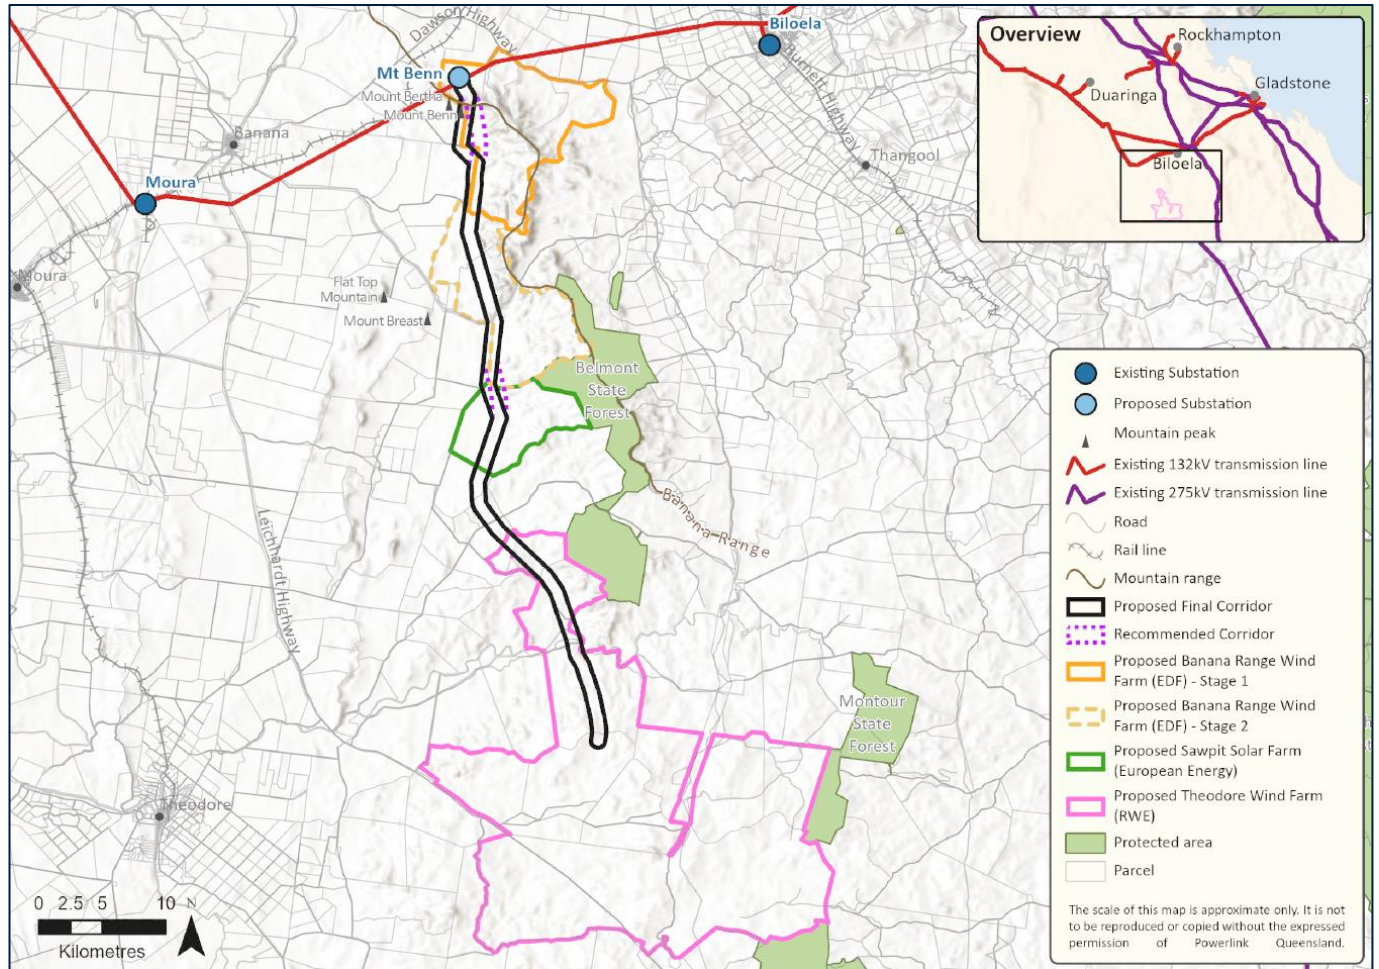 Biloela
Dawson Highway
Mt Benn
Mount Bertha
Mount Benn
Burnett Highway
Banana
Thangool
Moura
Moura
Flat Top
Mountain
Mount Breast
Belmont
State
Forest
Banana Range
Leichhardt Highway
Montour
State
Forest
Theodore
0 2.5 5 10
Kilometres
N
Overview
Rockhampton
Gladstone
Duaringa
Biloela
Existing Substation
Proposed Substation
Mountain peak
Existing 132kV transmission line
Existing 275kV transmission line
Road
Rail line
Mountain range
Proposed Final Corridor
Recommended Corridor
Proposed Banana Range Wind
Farm (EDF) - Stage 1
Proposed Banana Range Wind
Farm (EDF) - Stage 2
Proposed Sawpit Solar Farm
(European Energy)
Proposed Theodore Wind Farm
(RWE)
Protected area
Parcel
The scale of this map is approximate only. It is not
to be reproduced or copied without the expressed
permission of Powerlink Queensland.